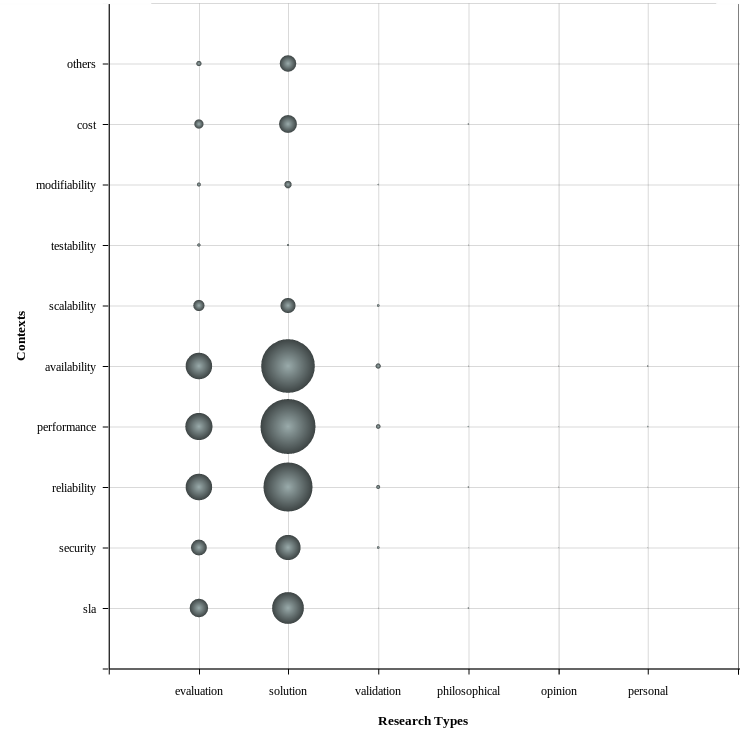 others
cost
modifiability
testability
scalability
availability
performance
reliability
security
sla
Contexts
evaluation solution validation philosophical opinion personal
Research Types